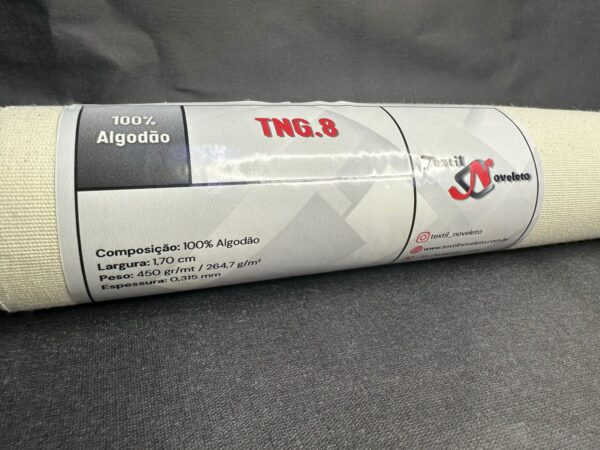 100%
Algodão
TNG.8
Composição: 100% Algodão
Largura: 1,70 cm
Peso: 450 gr/mt / 264,7 g/m²
Espessura: 0,315 mm
Textil
Noveleto
textil_noveleto
www.textilnoveleto.com.br